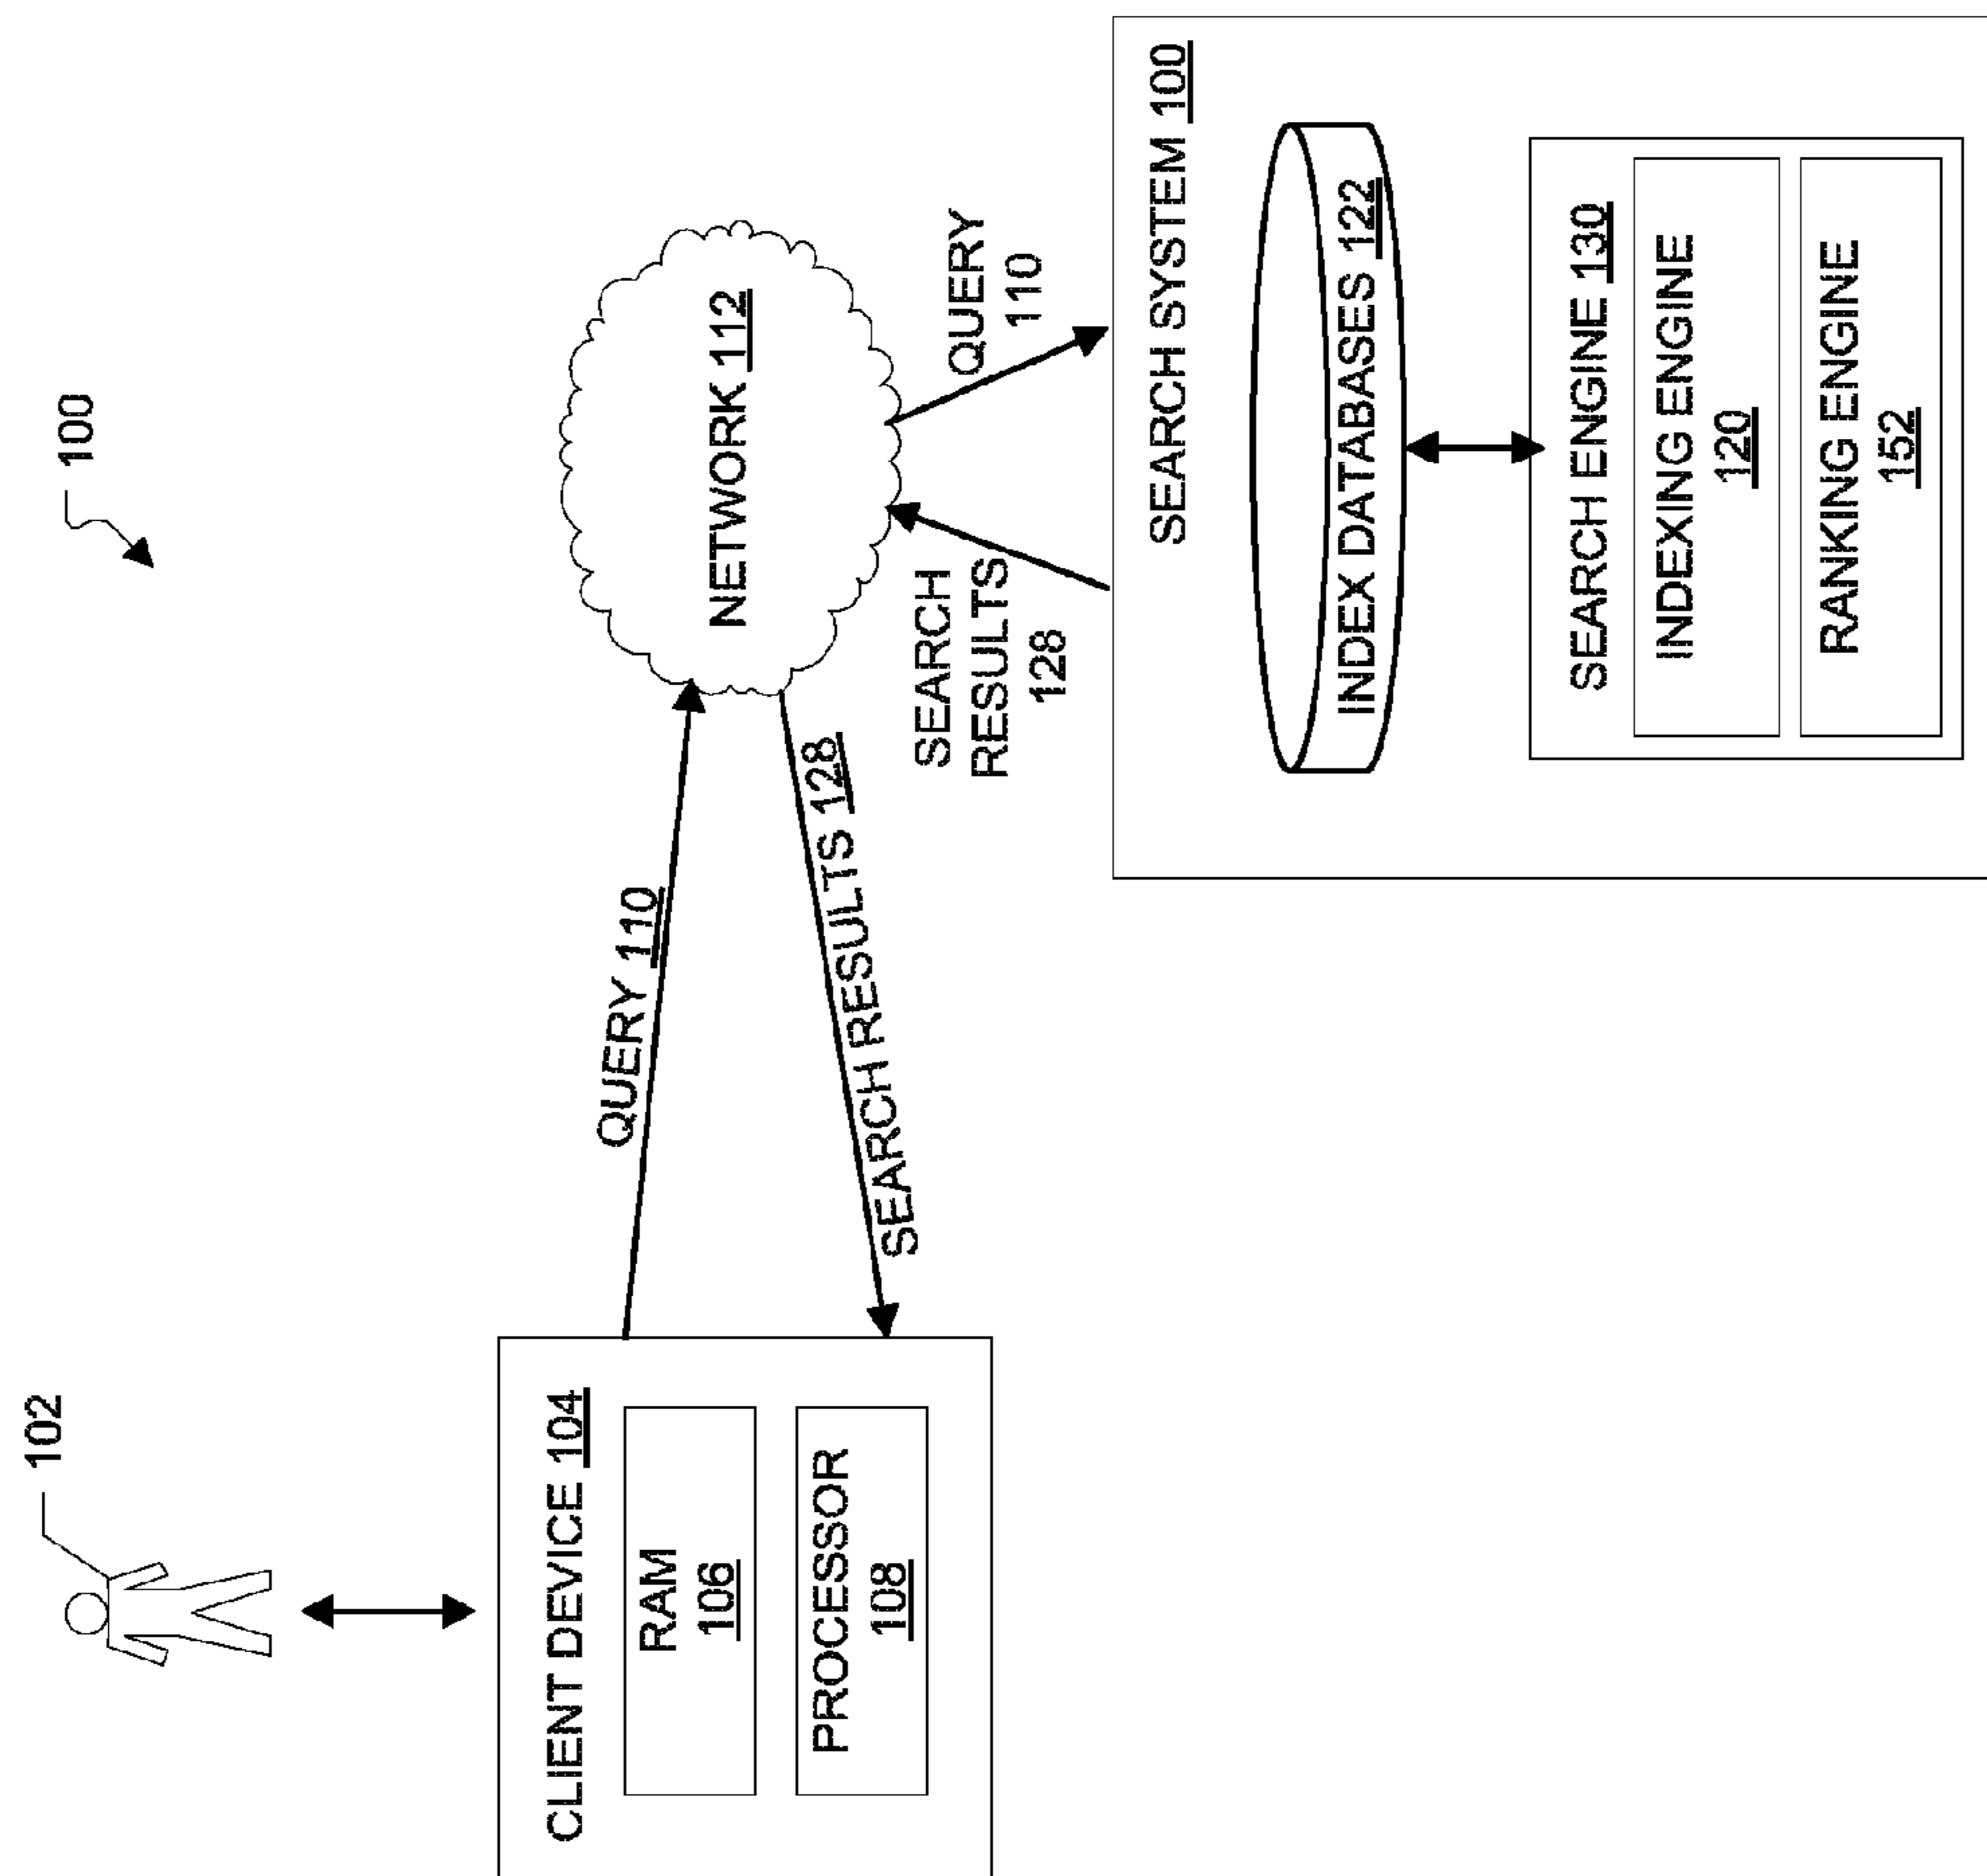 100
102
CLIENT DEVICE 104
RAM
106
PROCESSOR
108
QUERY 110
SEARCH RESULTS 128
NETWORK 112
QUERY
110
SEARCH
RESULTS
128
SEARCH SYSTEM 100
INDEX DATABASES 122
SEARCH ENGINE 130
INDEXING ENGINE
120
RANKING ENGINE
152